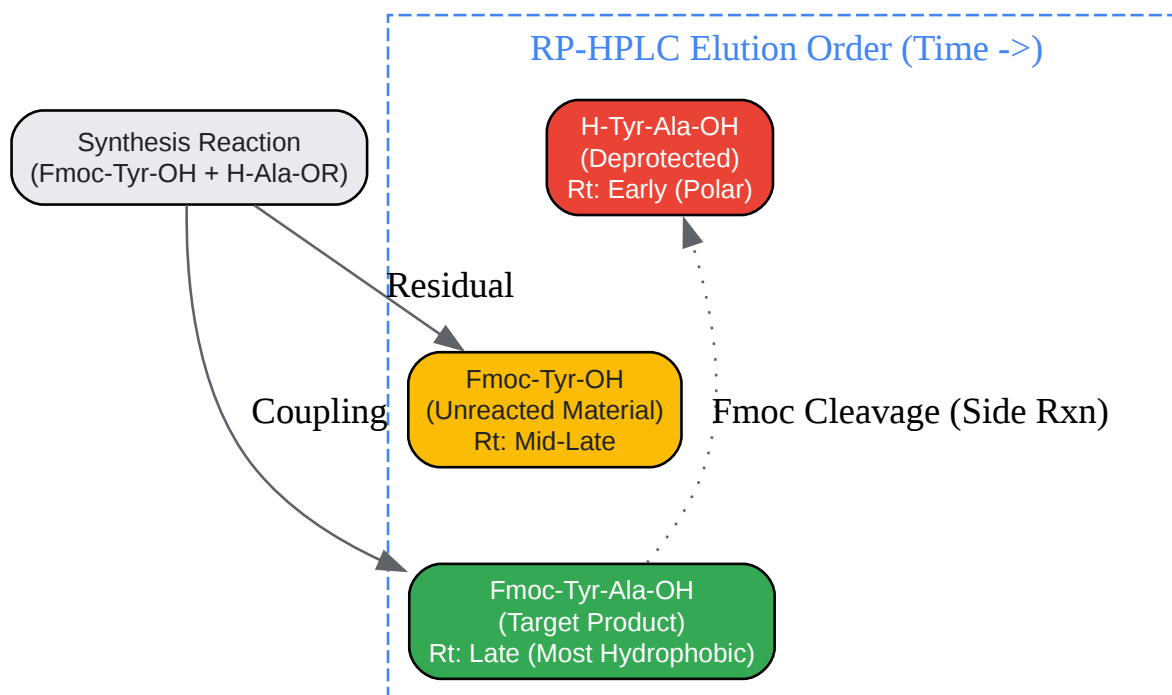 RP-HPLC Elution Order (Time ->)
Synthesis Reaction
(Fmoc-Tyr-OH + H-Ala-OR)
H-Tyr-Ala-OH
(Deprotected)
Rt: Early (Polar)
Residual
Fmoc-Tyr-OH
(Unreacted Material)
Rt: Mid-Late
Coupling
Fmoc Cleavage (Side Rxn)
Fmoc-Tyr-Ala-OH
(Target Product)
Rt: Late (Most Hydrophobic)